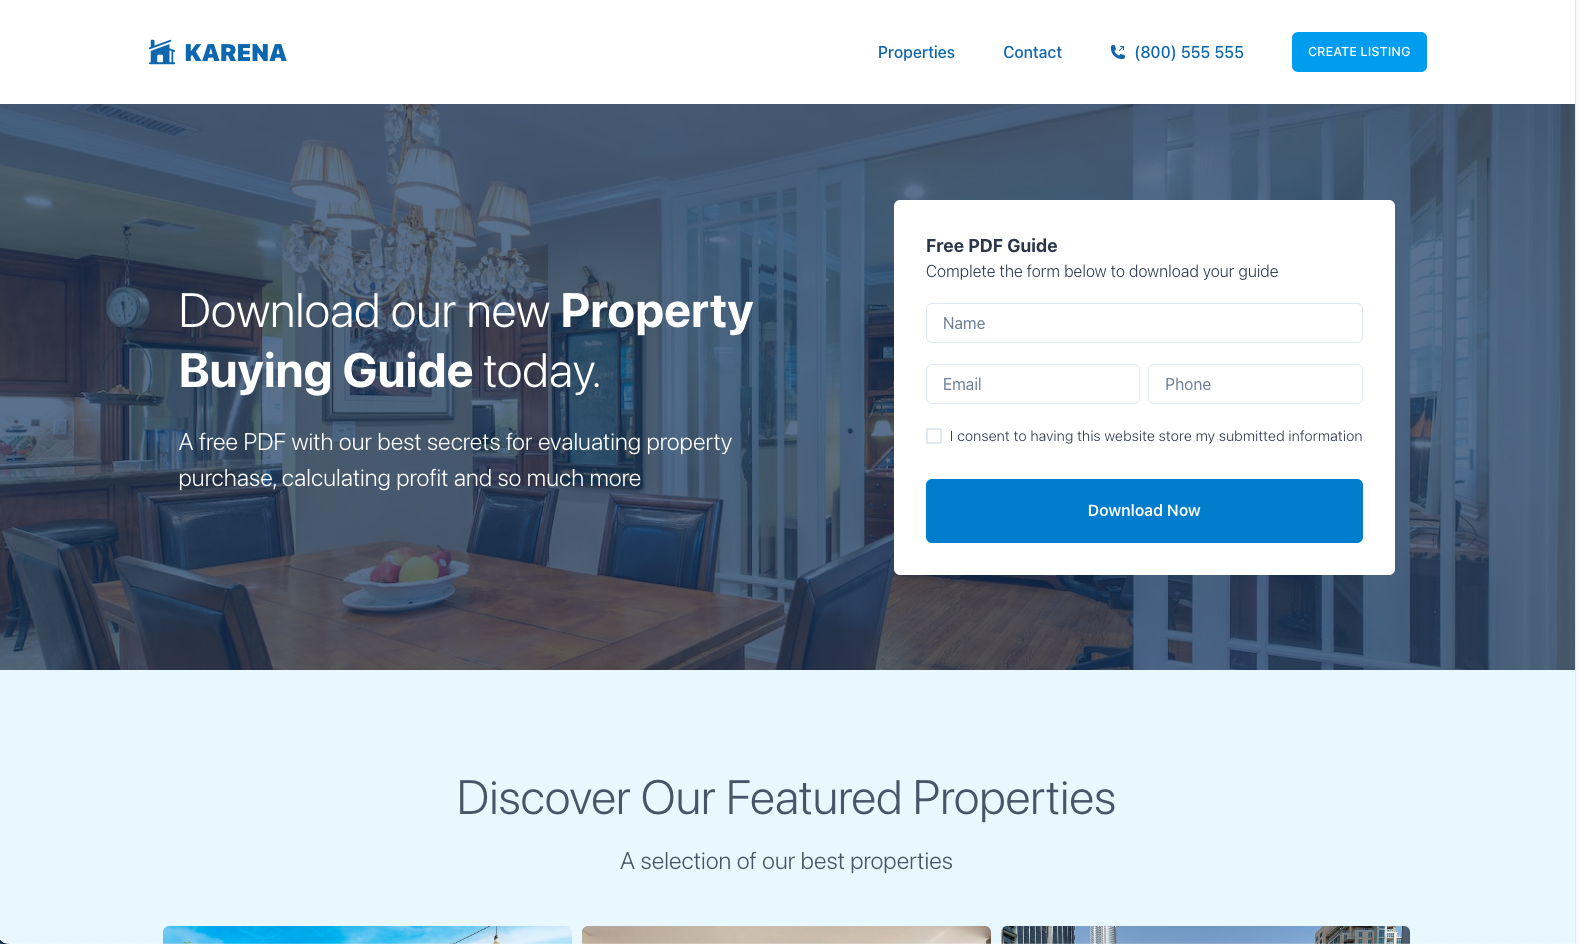 KARENA
Properties
Contact
(800) 555 555
CREATE LISTING
Download our new Property
Buying Guide today.
A free PDF with our best secrets for evaluating property
purchase, calculating profit and so much more
Free PDF Guide
Complete the form below to download your guide
Name
Email
Phone
I consent to having this website store my submitted information
Download Now
Discover Our Featured Properties
A selection of our best properties